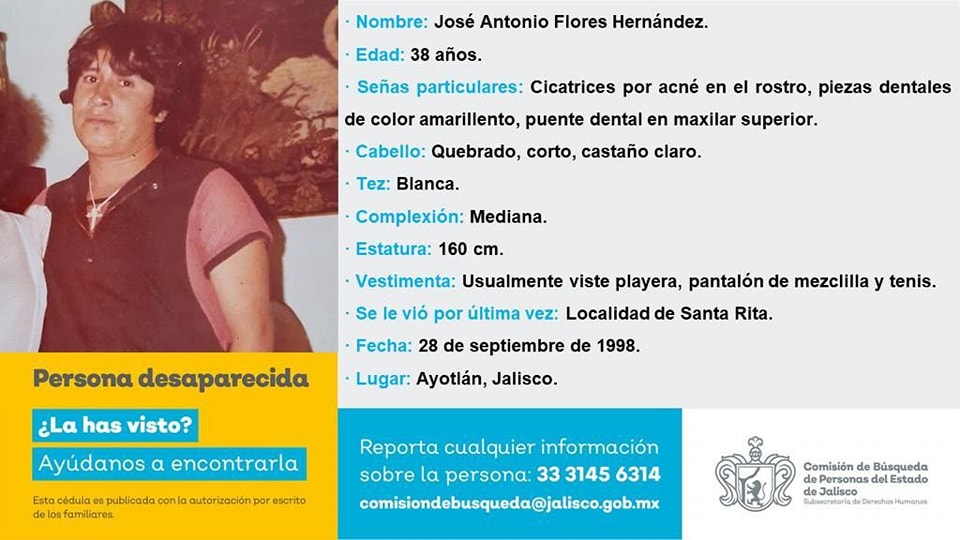 · Nombre: José Antonio Flores Hernández.
· Edad: 38 años.
· Señas particulares: Cicatrices por acné en el rostro, piezas dentales
de color amarillento, puente dental en maxilar superior.
· Cabello: Quebrado, corto, castaño claro.
· Tez: Blanca.
· Complexión: Mediana.
· Estatura: 160 cm.
· Vestimenta: Usualmente viste playera, pantalón de mezclilla y tenis.
· Se le vió por última vez: Localidad de Santa Rita.
· Fecha: 28 de septiembre de 1998.
· Lugar: Ayotlán, Jalisco.
Persona desaparecida
¿La has visto?
Ayúdanos a encontrarla
Esta cédula es publicada con la autorización por escrito
de los familiares.
Reporta cualquier información
sobre la persona: 33 3145 6314
comisiondebusqueda@jalisco.gob.mx
Comisión de Búsqueda
de Personas del Estado
de Jalisco
Subsecretaría de Derechos Humanos